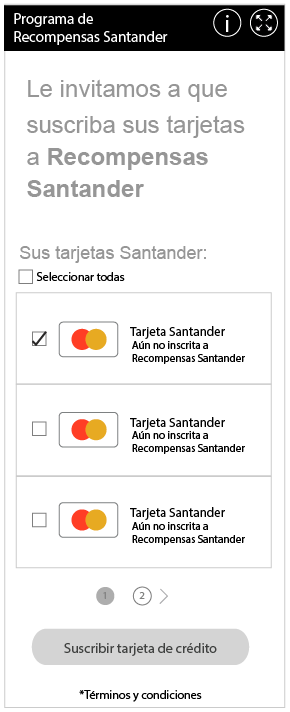 Programa de
Recompensas Santander
i
Le invitamos a que
suscriba sus tarjetas
a Recompensas
Santander
Sus tarjetas Santander:
Seleccionar todas
Tarjeta Santander
Aún no inscrita a
Recompensas Santander
Tarjeta Santander
Aún no inscrita a
Recompensas Santander
Tarjeta Santander
Aún no inscrita a
Recompensas Santander
1 2
Suscribir tarjeta de crédito
*Términos y condiciones